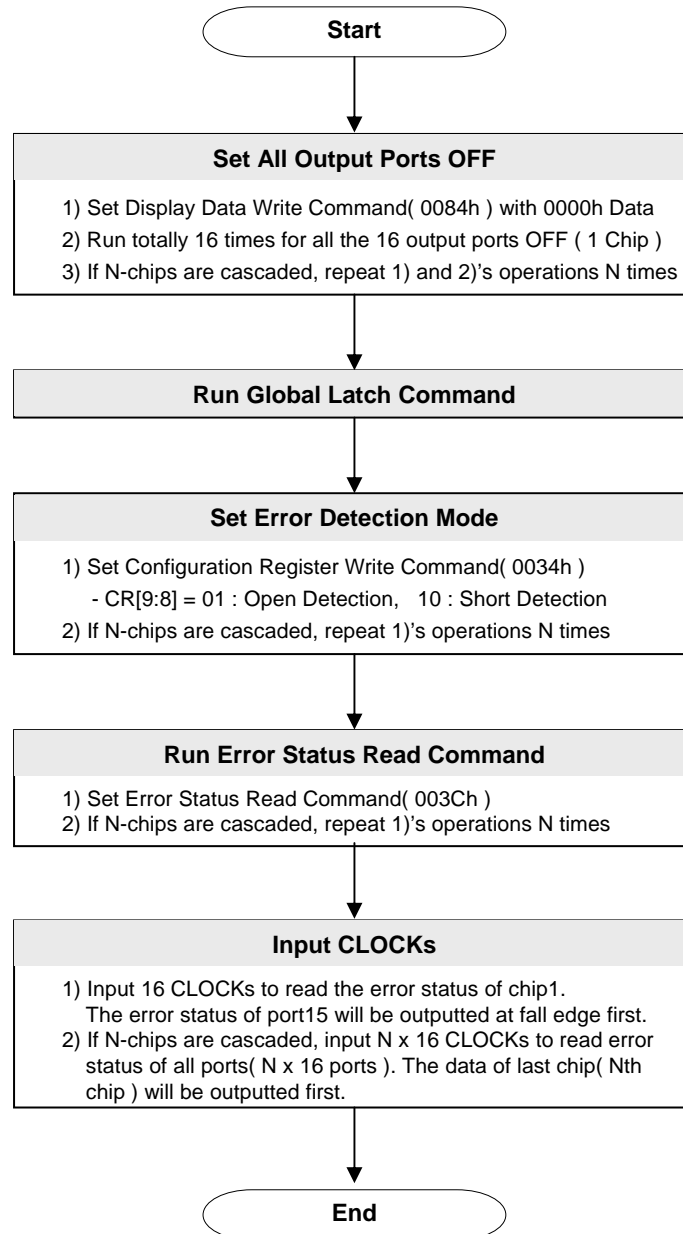 Start
Set All Output Ports OFF
1) Set Display Data Write Command( 0084h ) with 0000h Data
2) Run totally 16 times for all the 16 output ports OFF ( 1 Chip )
3) If N-chips are cascaded, repeat 1) and 2)'s operations N times
Run Global Latch Command
Set Error Detection Mode
1) Set Configuration Register Write Command( 0034h )
- CR[9:8] = 01 : Open Detection, 10 : Short Detection
2) If N-chips are cascaded, repeat 1)'s operations N times
Run Error Status Read Command
1) Set Error Status Read Command( 003Ch )
2) If N-chips are cascaded, repeat 1)'s operations N times
Input CLOCKs
1) Input 16 CLOCKs to read the error status of chip1.
The error status of port15 will be outputted at fall edge first.
2) If N-chips are cascaded, input N x 16 CLOCKs to read error
status of all ports( N x 16 ports ). The data of last chip( Nth
chip ) will be outputted first.
End